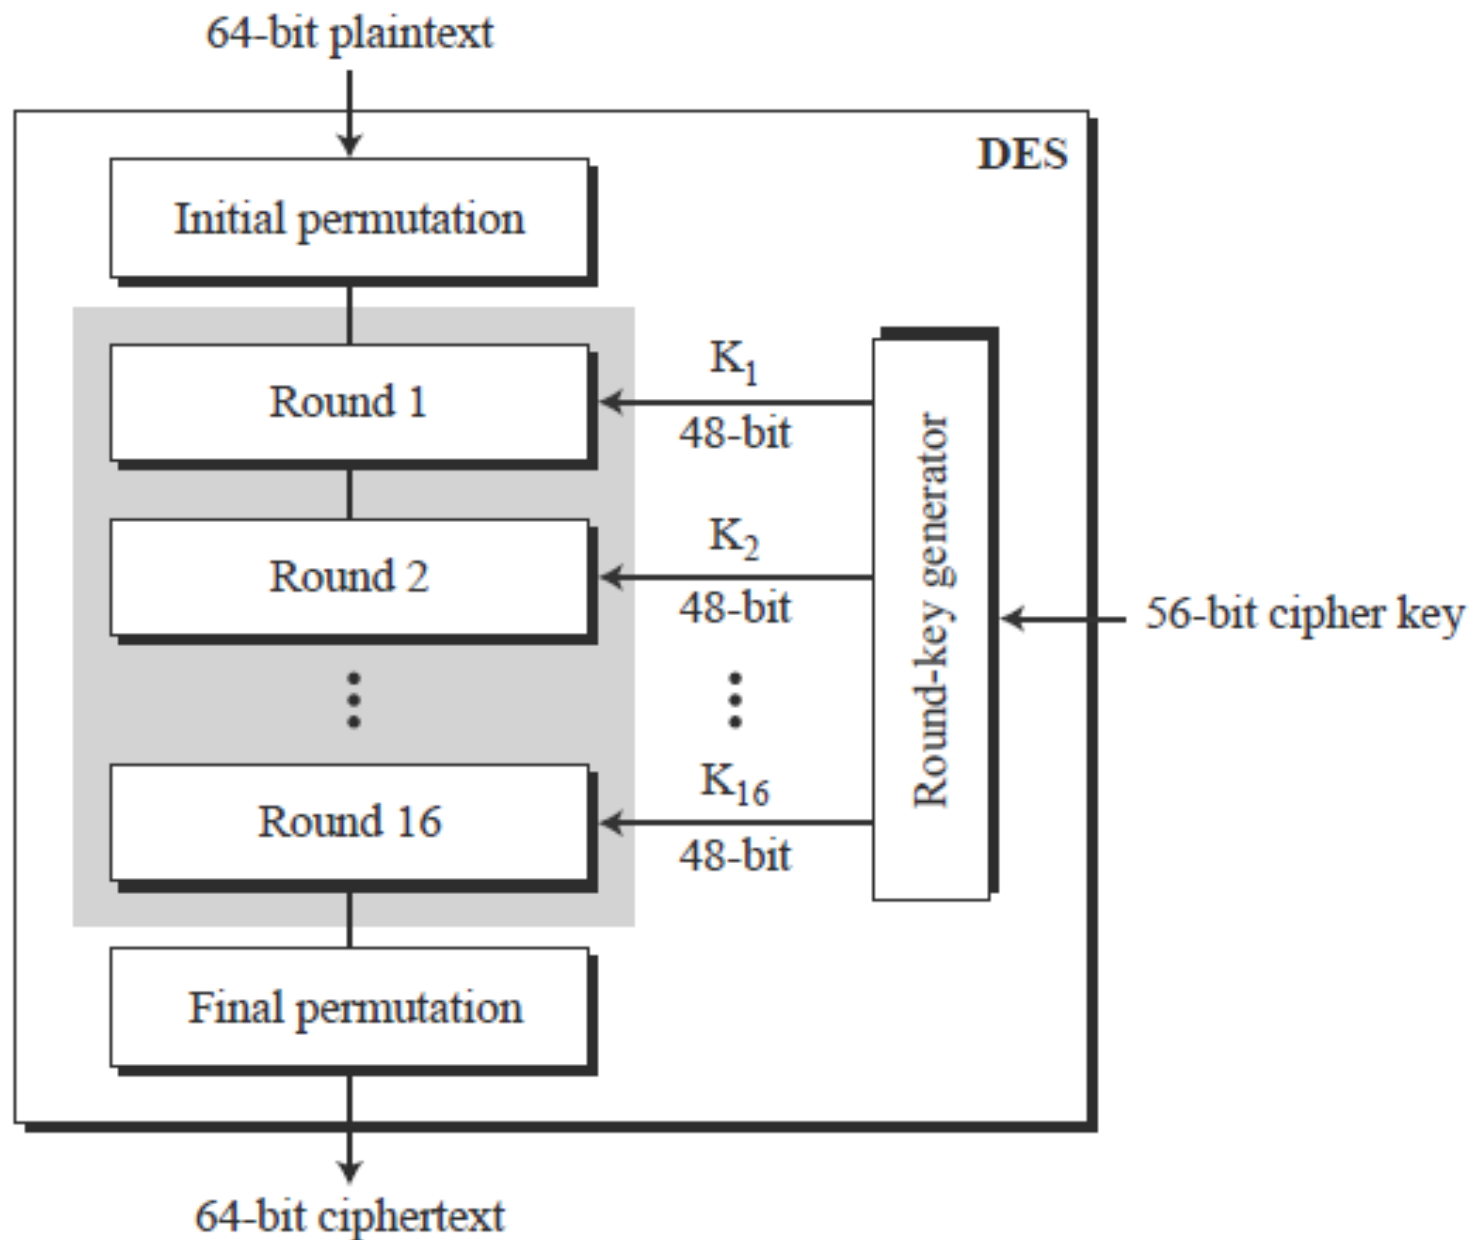 64-bit plaintext
DES
Initial permutation
Round 1
K1
48-bit
Round 2
K2
48-bit
Round-key generator
56-bit cipher key
Round 16
K16
48-bit
Final permutation
64-bit ciphertext